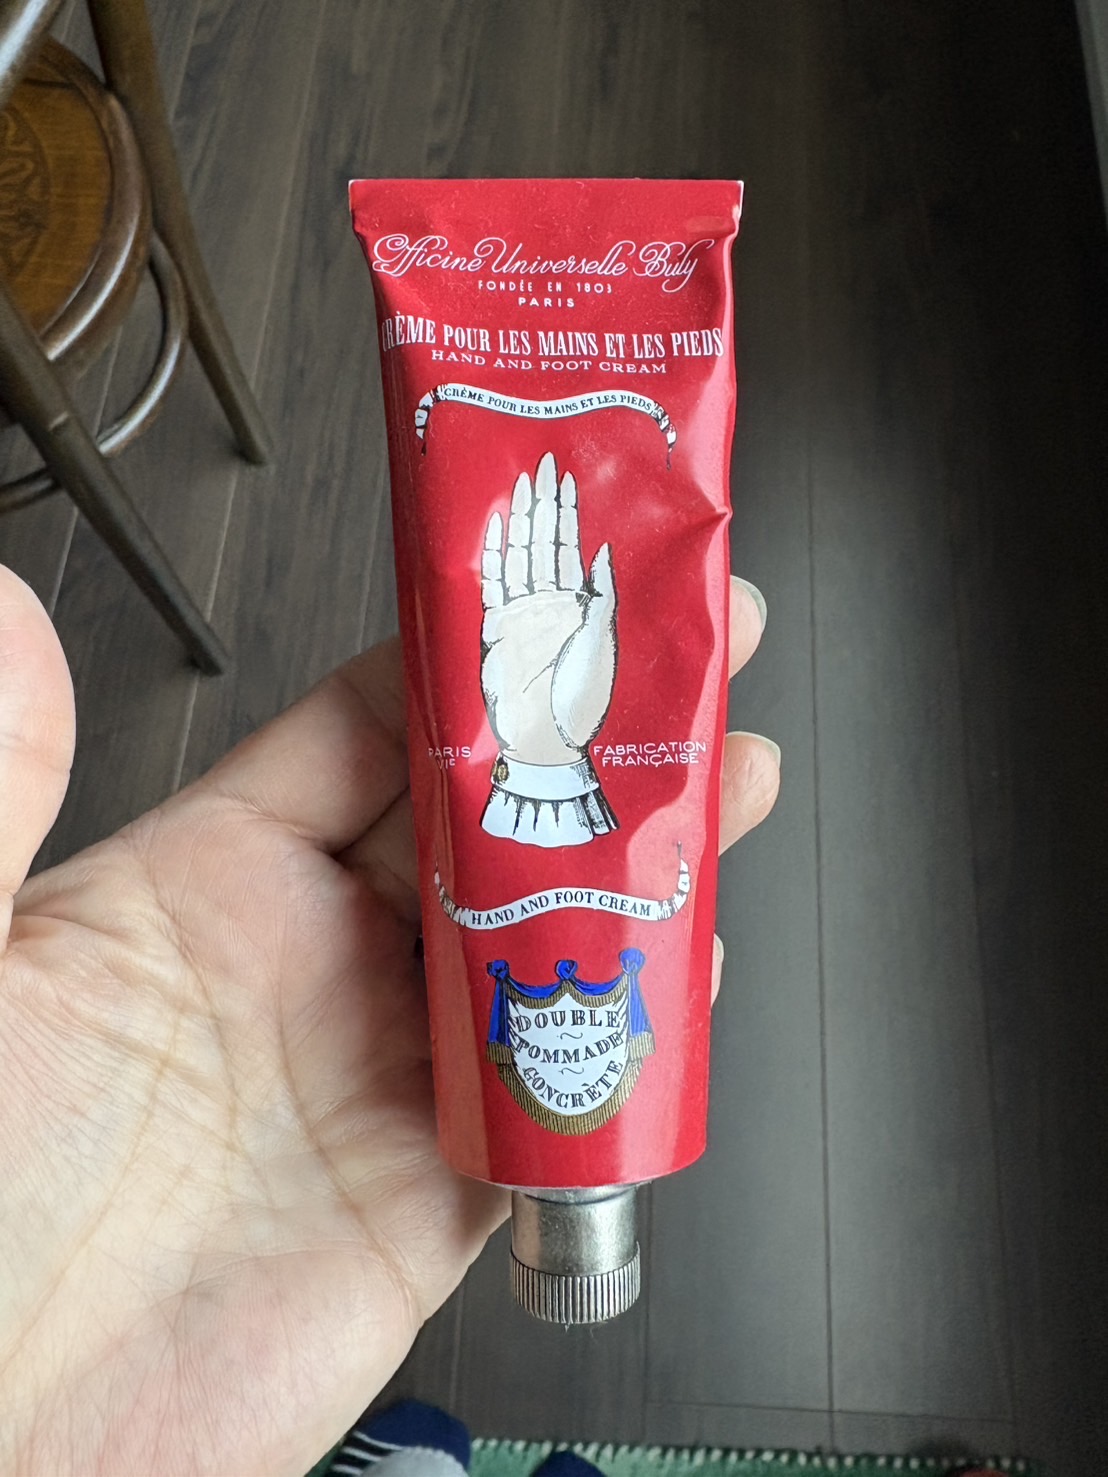 Officine Universelle Buly
FONDÉE EN 1803
PARIS
CRÈME POUR LES MAINS ET LES PIEDS
HAND AND FOOT CREAM
CRÈME POUR LES MAINS ET LES PIEDS
PARIS
VIE
FABRICATION
FRANÇAISE
HAND AND FOOT CREAM
DOUBLE
POMMADE
CONCRÈTE